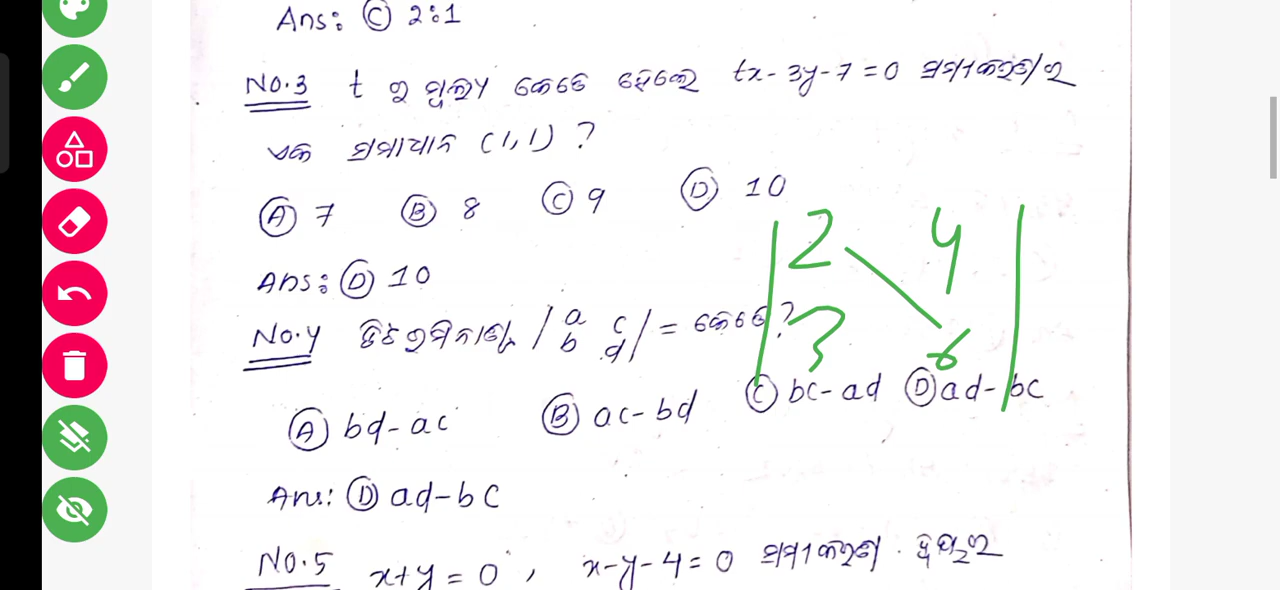 Ans: Ⓒ 2:1
No.3 t ର ମୂଲ୍ୟ କେତେ ହେଲେ tx - 3y - 7 = 0 ସମୀକରଣର
ଏକ ସମାଧାନ (1,1) ?
Ⓐ 7 Ⓑ 8 Ⓒ 9 Ⓓ 10
2 4
Ans: Ⓓ 10
3 6
No.4 | a c | = କେତେ?
b d
Ⓐ bd - ac Ⓑ ac - bd Ⓒ bc - ad Ⓓ ad - bc
Ans: Ⓓ ad - bc
No.5 x + y = 0 , x - y - 4 = 0 ସମୀକରଣ